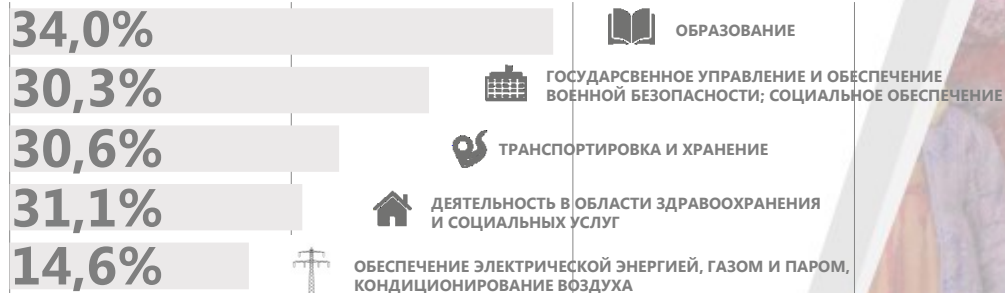 34,0%
ОБРАЗОВАНИЕ
30,3%
ГОСУДАРСВЕННОЕ УПРАВЛЕНИЕ И ОБЕСПЕЧЕНИЕ
ВОЕННОЙ БЕЗОПАСНОСТИ; СОЦИАЛЬНОЕ ОБЕСПЕЧЕНИЕ
30,6%
ТРАНСПОРТИРОВКА И ХРАНЕНИЕ
31,1%
ДЕЯТЕЛЬНОСТЬ В ОБЛАСТИ ЗДРАВООХРАНЕНИЯ
И СОЦИАЛЬНЫХ УСЛУГ
14,6%
ОБЕСПЕЧЕНИЕ ЭЛЕКТРИЧЕСКОЙ ЭНЕРГИЕЙ, ГАЗОМ И ПАРОМ,
КОНДИЦИОНИРОВАНИЕ ВОЗДУХА